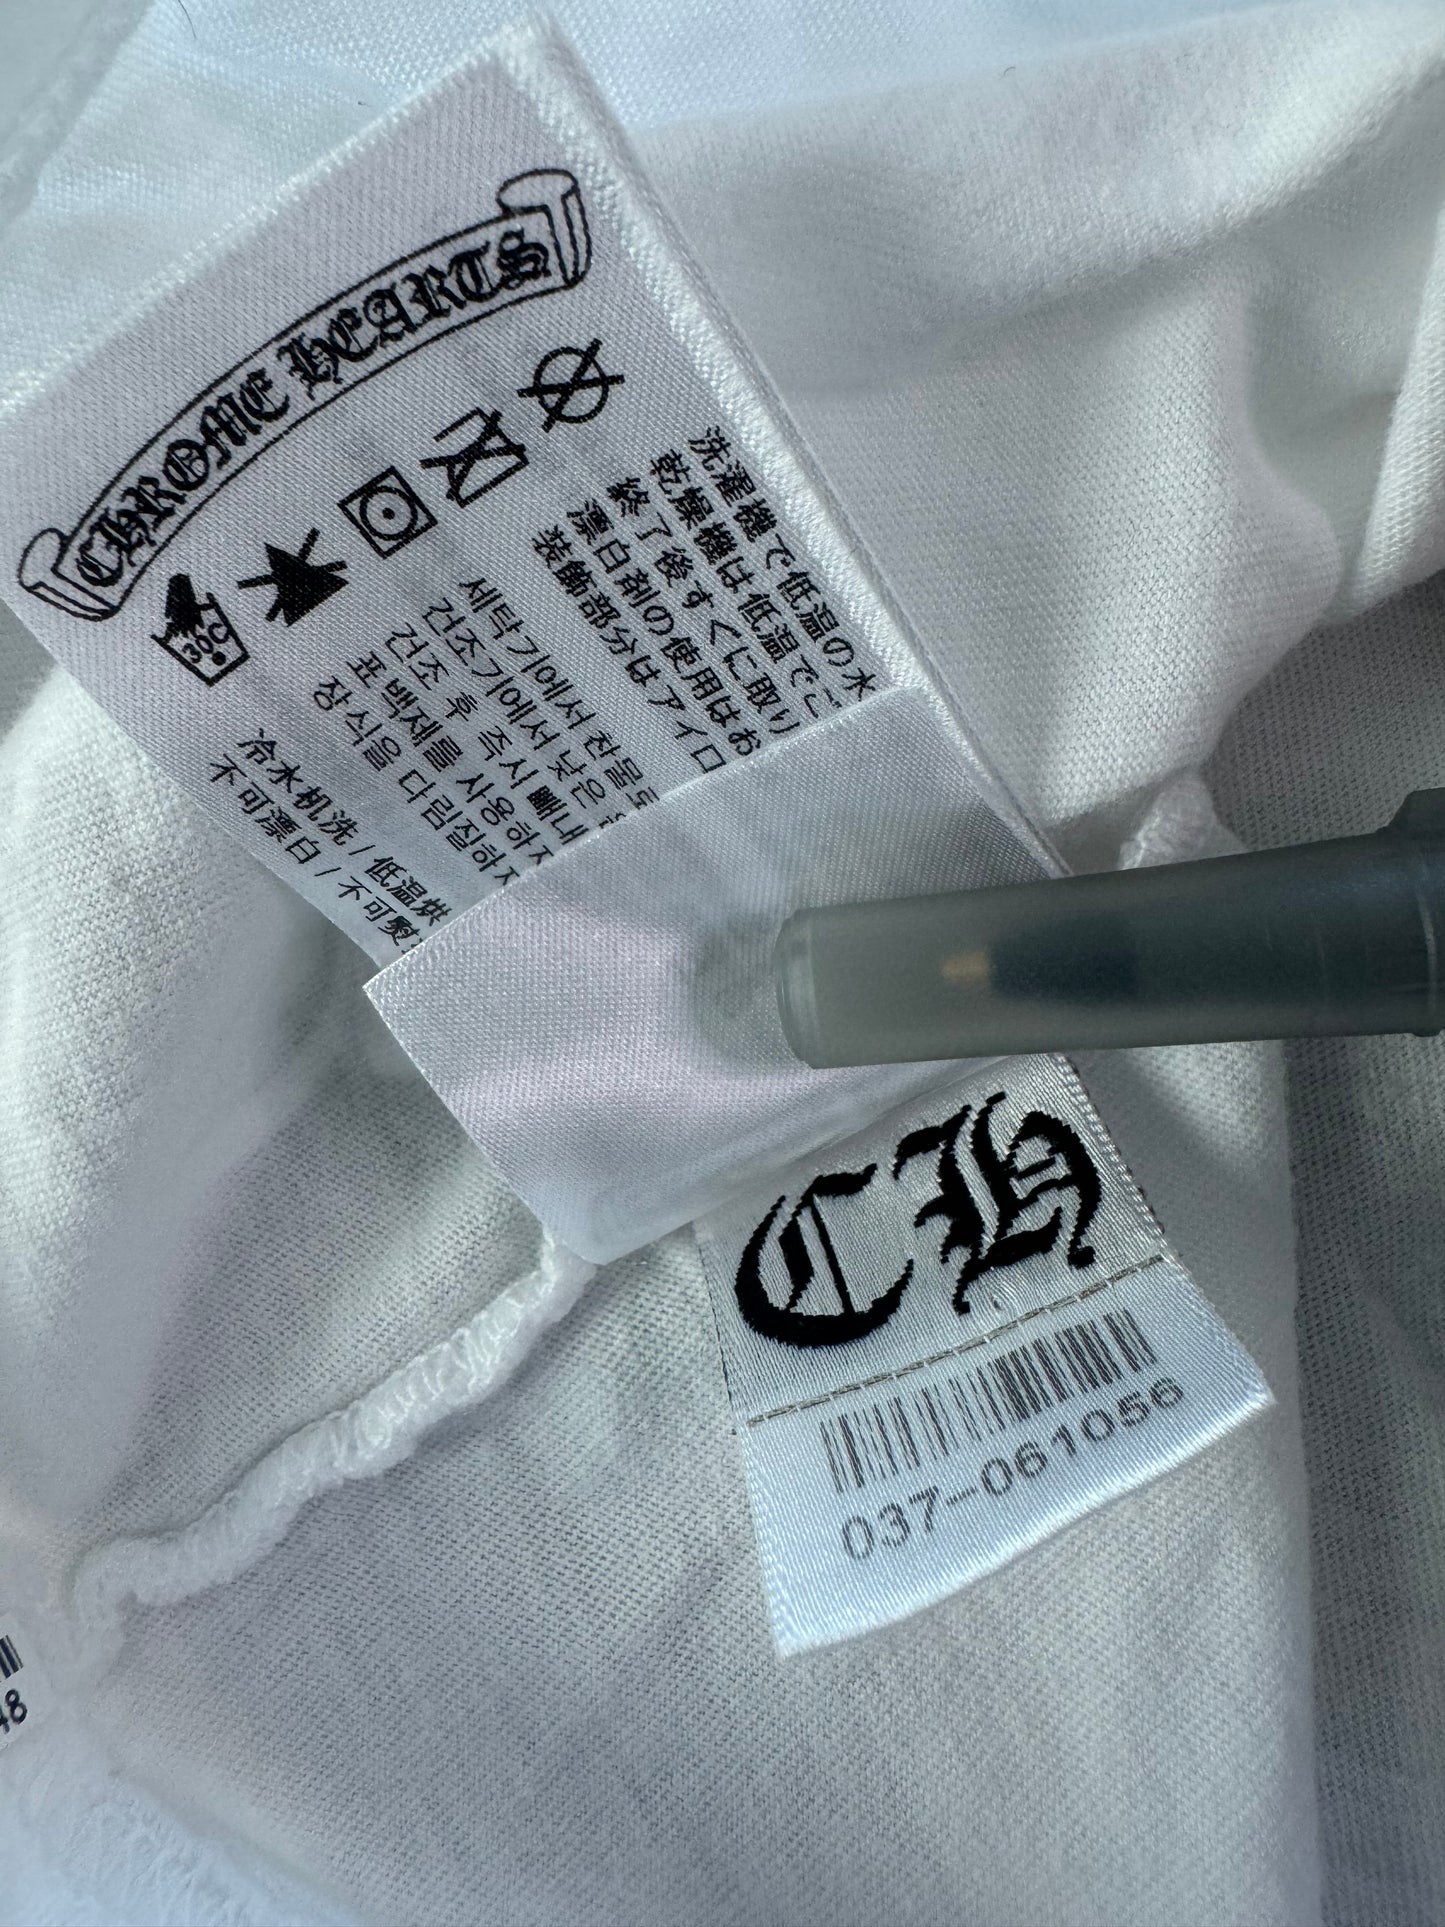 CHROME HEARTS
30C
洗濯機で低温の水
乾燥機は低温でご
終了後すぐに取り
漂白剤の使用はお
装飾部分はアイロ
세탁기에서 찬물
건조기에서 낮은
건조 후 즉시 빼내
표백제를 사용하지
장식을 다림질하지
冷水机洗 / 低温烘
不可漂白 / 不可熨
CH
037-061056
48